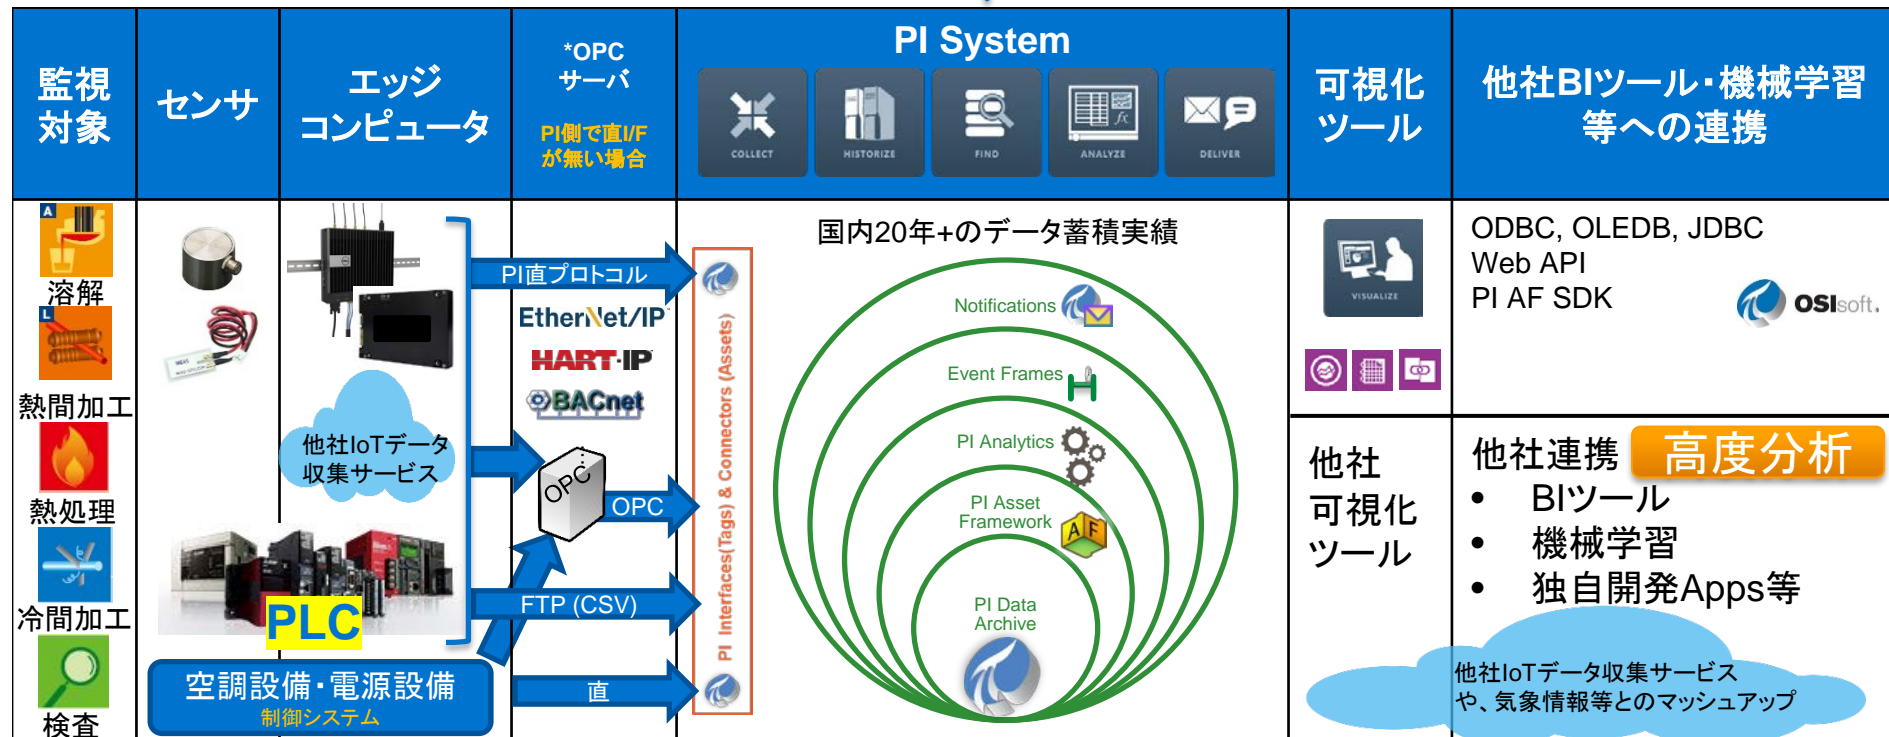 監視
対象
センサ
エッジ
コンピュータ
*OPC
サーバ
PI側で直I/F
が無い場合
PI System
COLLECT
HISTORIZE
FIND
ANALYZE
DELIVER
可視化
ツール
他社BIツール・機械学習
等への連携
A
溶解
L
熱間加工
熱処理
冷間加工
検査
他社IoTデータ
収集サービス
PLC
空調設備・電源設備
制御システム
PI直プロトコル
EtherNet/IP
HART-IP
BACnet
OPC
OPC
FTP (CSV)
直
PI Interfaces(Tags) & Connectors (Assets)
国内20年+のデータ蓄積実績
Notifications
Event Frames
PI Analytics
PI Asset
Framework
AF
PI Data
Archive
VISUALIZE
ODBC, OLEDB, JDBC
Web API
PI AF SDK
OSIsoft.
他社
可視化
ツール
他社連携
高度分析
• BIツール
• 機械学習
• 独自開発Apps等
他社IoTデータ収集サービス
や、気象情報等とのマッシュアップ